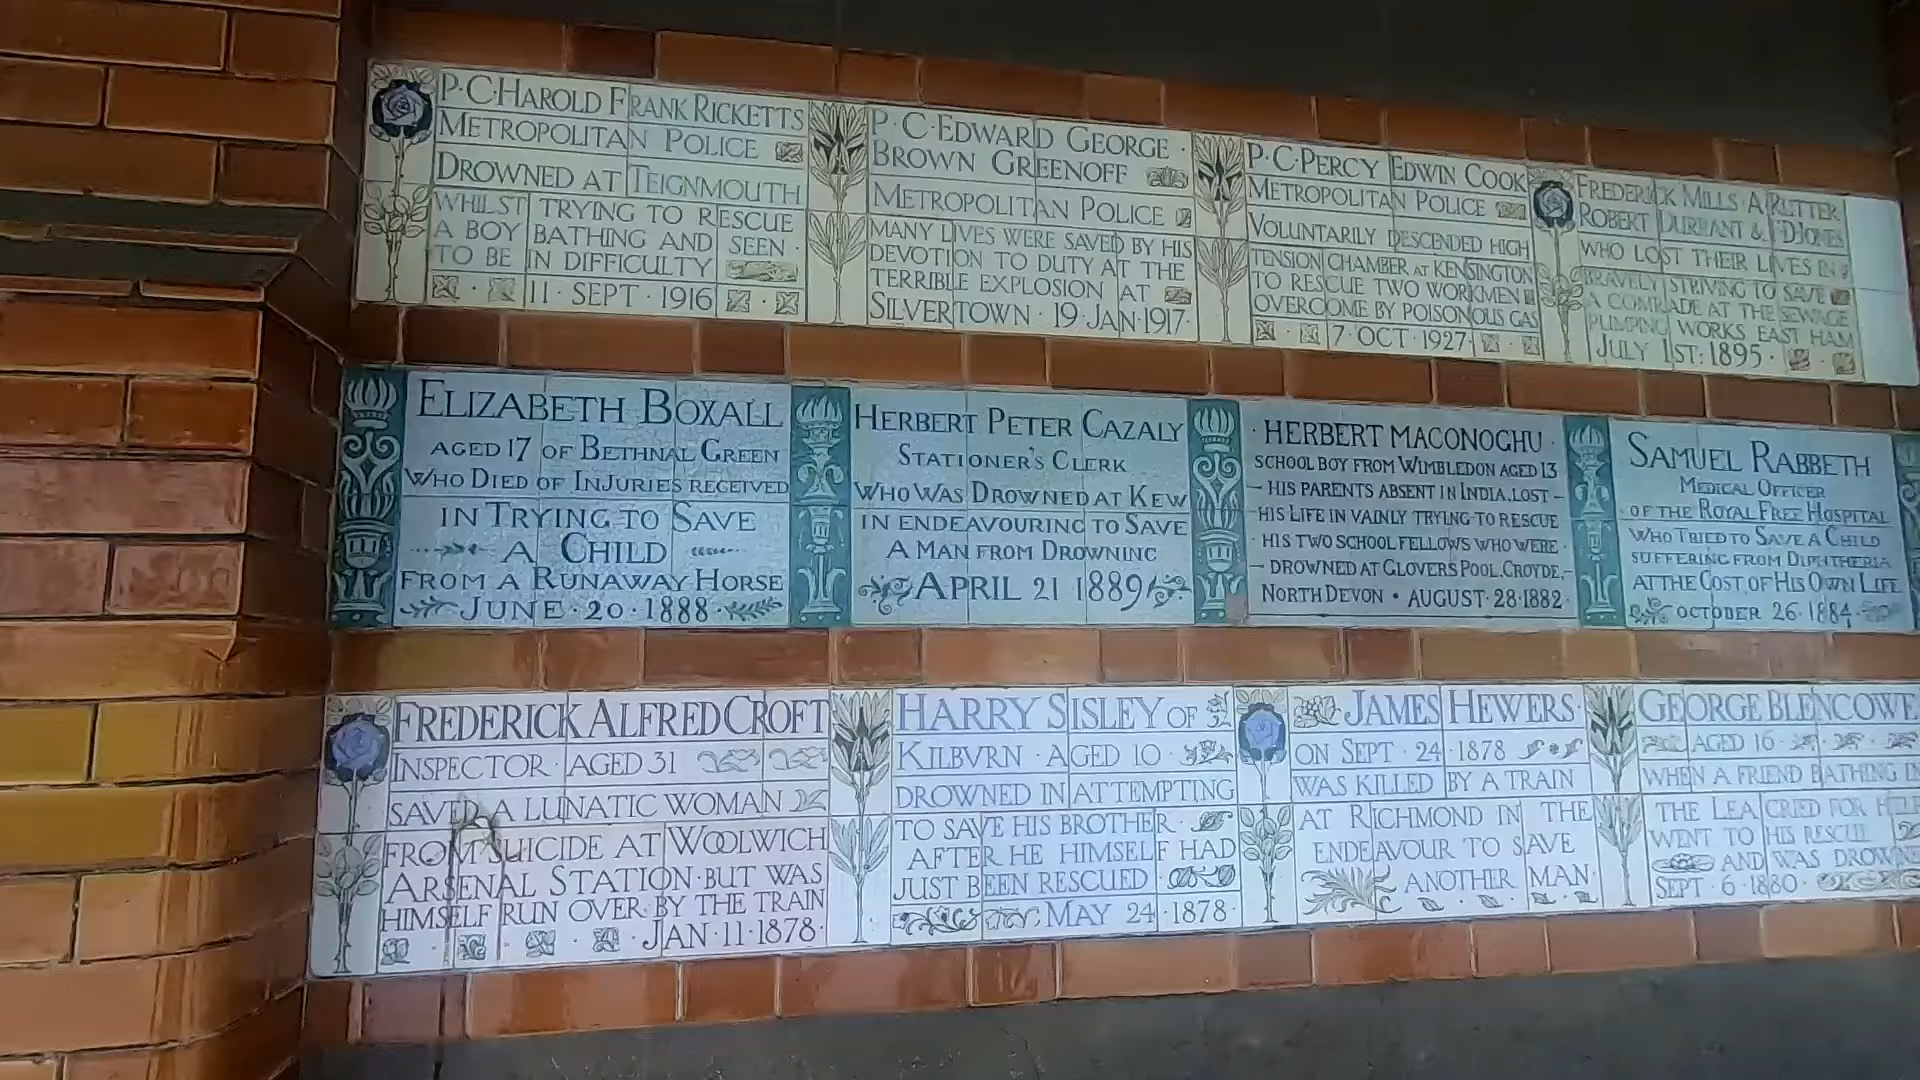 P·C·HAROLD FRANK RICKETTS
METROPOLITAN POLICE
DROWNED AT TEIGNMOUTH
WHILST TRYING TO RESCUE
A BOY BATHING AND SEEN ·
TO BE IN DIFFICULTY
11 · SEPT · 1916
P·C·EDWARD GEORGE ·
BROWN GREENOFF
METROPOLITAN POLICE
MANY LIVES WERE SAVED BY HIS
DEVOTION TO DUTY AT THE
TERRIBLE EXPLOSION AT
SILVERTOWN · 19·JAN·1917·
P·C·PERCY EDWIN COOK
METROPOLITAN POLICE
VOLUNTARILY DESCENDED HIGH
TENSION CHAMBER AT KENSINGTON
TO RESCUE TWO WORKMEN
OVERCOME BY POISONOUS GAS
7 · OCT · 1927
FREDERICK MILLS · A RUTTER
ROBERT DURRANT & F·D·JONES
WHO LOST THEIR LIVES IN
BRAVELY STRIVING TO SAVE
A COMRADE AT THE SEWAGE
PUMPING WORKS EAST HAM
JULY 1ST: 1895 ·
ELIZABETH BOXALL
AGED 17 OF BETHNAL GREEN
WHO DIED OF INJURIES RECEIVED
IN TRYING TO SAVE
A CHILD
FROM A RUNAWAY HORSE
JUNE · 20 · 1888 ·
HERBERT PETER CAZALY
STATIONER'S CLERK
WHO WAS DROWNED AT KEW
IN ENDEAVOURING TO SAVE
A MAN FROM DROWNING
APRIL 21 1889
· HERBERT MACONOGHU ·
SCHOOL BOY FROM WIMBLEDON AGED 13
– HIS PARENTS ABSENT IN INDIA, LOST –
HIS LIFE IN VAINLY TRYING TO RESCUE
· HIS TWO SCHOOL FELLOWS WHO WERE ·
– DROWNED AT GLOVERS POOL, CROYDE, –
NORTH DEVON • AUGUST · 28 · 1882 ·
SAMUEL RABBETH
MEDICAL OFFICER
OF THE ROYAL FREE HOSPITAL
WHO TRIED TO SAVE A CHILD
SUFFERING FROM DIPHTHERIA
AT THE COST OF HIS OWN LIFE
OCTOBER 26 · 1884
FREDERICK ALFRED CROFT
INSPECTOR · AGED 31
SAVED A LUNATIC WOMAN
FROM SUICIDE AT WOOLWICH
ARSENAL STATION · BUT WAS
HIMSELF RUN OVER BY THE TRAIN
· JAN · 11 · 1878 ·
HARRY SISLEY OF
KILBVRN · AGED 10 ·
DROWNED IN ATTEMPTING
TO SAVE HIS BROTHER ·
AFTER HE HIMSELF HAD
JUST BEEN RESCUED
MAY 24 · 1878 ·
JAMES HEWERS ·
ON SEPT · 24 · 1878
WAS KILLED BY A TRAIN
AT RICHMOND IN THE
ENDEAVOUR TO SAVE
ANOTHER MAN ·
GEORGE BLENCOWE
AGED 16 ·
WHEN A FRIEND BATHING IN
THE LEA CRIED FOR HELP
WENT TO HIS RESCUE
AND WAS DROWNED
SEPT · 6 · 1880 ·